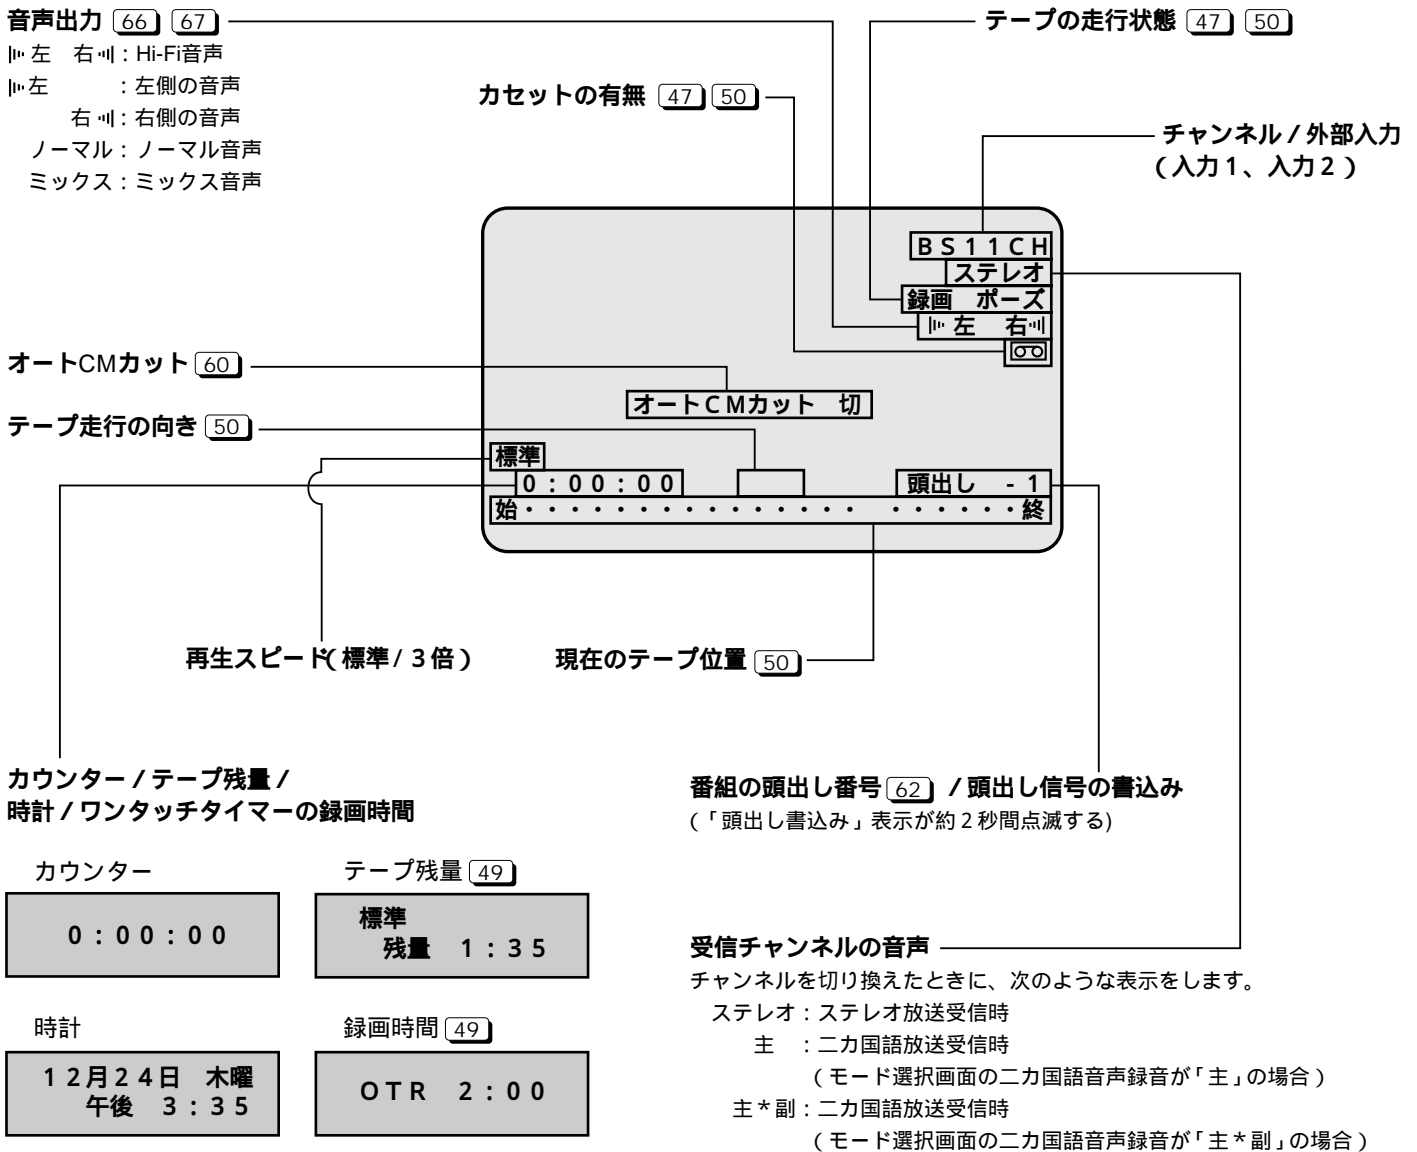 音声出力 66 67
左 右 : Hi-Fi音声
左 : 左側の音声
右 : 右側の音声
ノーマル : ノーマル音声
ミックス : ミックス音声
テープの走行状態 47 50
カセットの有無 47 50
チャンネル / 外部入力
(入力1、入力2)
BS11CH
ステレオ
録画 ポーズ
左 右
オートCMカット 60
オートCMカット 切
テープ走行の向き 50
標準
0:00:00
頭出し -1
始・・・・・・・・・・・・・・・ ・・・・・・終
再生スピード(標準/3倍)
現在のテープ位置 50
カウンター / テープ残量 /
時計 / ワンタッチタイマーの録画時間
番組の頭出し番号 62 / 頭出し信号の書込み
(「頭出し書込み」表示が約2秒間点滅する)
カウンター
0:00:00
テープ残量 49
標準
残量 1:35
時計
12月24日 木曜
午後 3:35
録画時間 49
OTR 2:00
受信チャンネルの音声
チャンネルを切り換えたときに、次のような表示をします。
ステレオ : ステレオ放送受信時
主 : 二カ国語放送受信時
(モード選択画面の二カ国語音声録音が「主」の場合)
主*副 : 二カ国語放送受信時
(モード選択画面の二カ国語音声録音が「主*副」の場合)